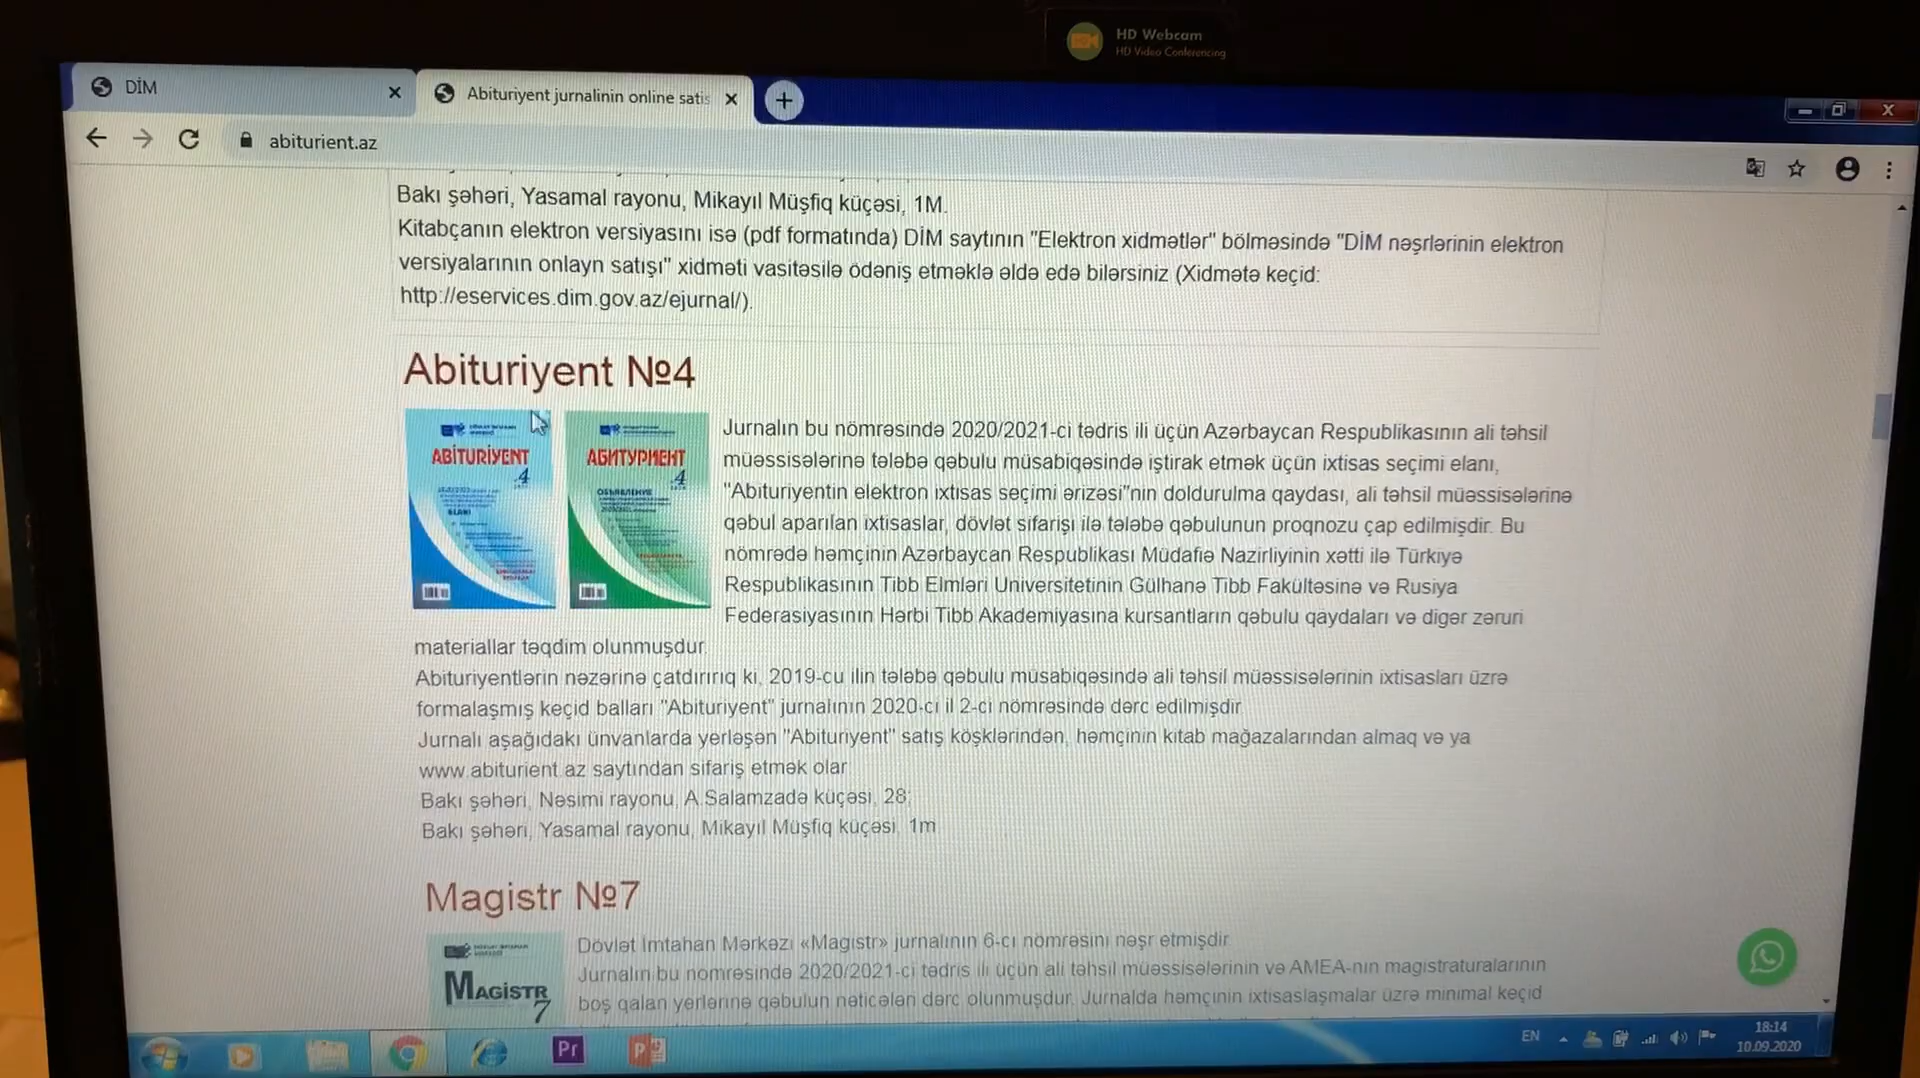 HD Webcam
HD Video Conferencing
DİM
Abituriyent jurnalinin online satis
abiturient.az
Bakı şəhəri, Yasamal rayonu, Mikayıl Müşfiq küçəsi, 1M.
Kitabçanın elektron versiyasını isə (pdf formatında) DİM saytının "Elektron xidmətlər" bölməsində "DİM nəşrlərinin elektron
versiyalarının onlayn satışı" xidməti vasitəsilə ödəniş etməklə əldə edə bilərsiniz (Xidmətə keçid:
http://eservices.dim.gov.az/ejurnal/).
Abituriyent №4
ABİTURİYENT
4
ELANI
АБИТУРИЕНТ
4
ОБЪЯВЛЕНИЕ
Jurnalın bu nömrəsində 2020/2021-ci tədris ili üçün Azərbaycan Respublikasının ali təhsil
müəssisələrinə tələbə qəbulu müsabiqəsində iştirak etmək üçün ixtisas seçimi elanı,
"Abituriyentin elektron ixtisas seçimi ərizəsi"nin doldurulma qaydası, ali təhsil müəssisələrinə
qəbul aparılan ixtisaslar, dövlət sifarişi ilə tələbə qəbulunun proqnozu çap edilmişdir. Bu
nömrədə həmçinin Azərbaycan Respublikası Müdafiə Nazirliyinin xətti ilə Türkiyə
Respublikasının Tibb Elmləri Universitetinin Gülhanə Tibb Fakültəsinə və Rusiya
Federasiyasının Hərbi Tibb Akademiyasına kursantların qəbulu qaydaları və digər zəruri
materiallar təqdim olunmuşdur.
Abituriyentlərin nəzərinə çatdırırıq ki, 2019-cu ilin tələbə qəbulu müsabiqəsində ali təhsil müəssisələrinin ixtisasları üzrə
formalaşmış keçid balları "Abituriyent" jurnalının 2020-ci il 2-ci nömrəsində dərc edilmişdir.
Jurnalı aşağıdakı ünvanlarda yerləşən "Abituriyent" satış köşklərindən, həmçinin kitab mağazalarından almaq və ya
www.abiturient.az saytından sifariş etmək olar
Bakı şəhəri, Nəsimi rayonu, A.Salamzadə küçəsi, 28;
Bakı şəhəri, Yasamal rayonu, Mikayıl Müşfiq küçəsi, 1m
Magistr №7
MAGİSTR
7
Dövlət İmtahan Mərkəzi «Magistr» jurnalının 6-cı nömrəsini nəşr etmişdir.
Jurnalın bu nömrəsində 2020/2021-ci tədris ili üçün ali təhsil müəssisələrinin və AMEA-nın magistraturalarının
boş qalan yerlərinə qəbulun nəticələri dərc olunmuşdur. Jurnalda həmçinin ixtisaslaşmalar üzrə minimal keçid
Pr
EN
18:14
10.09.2020